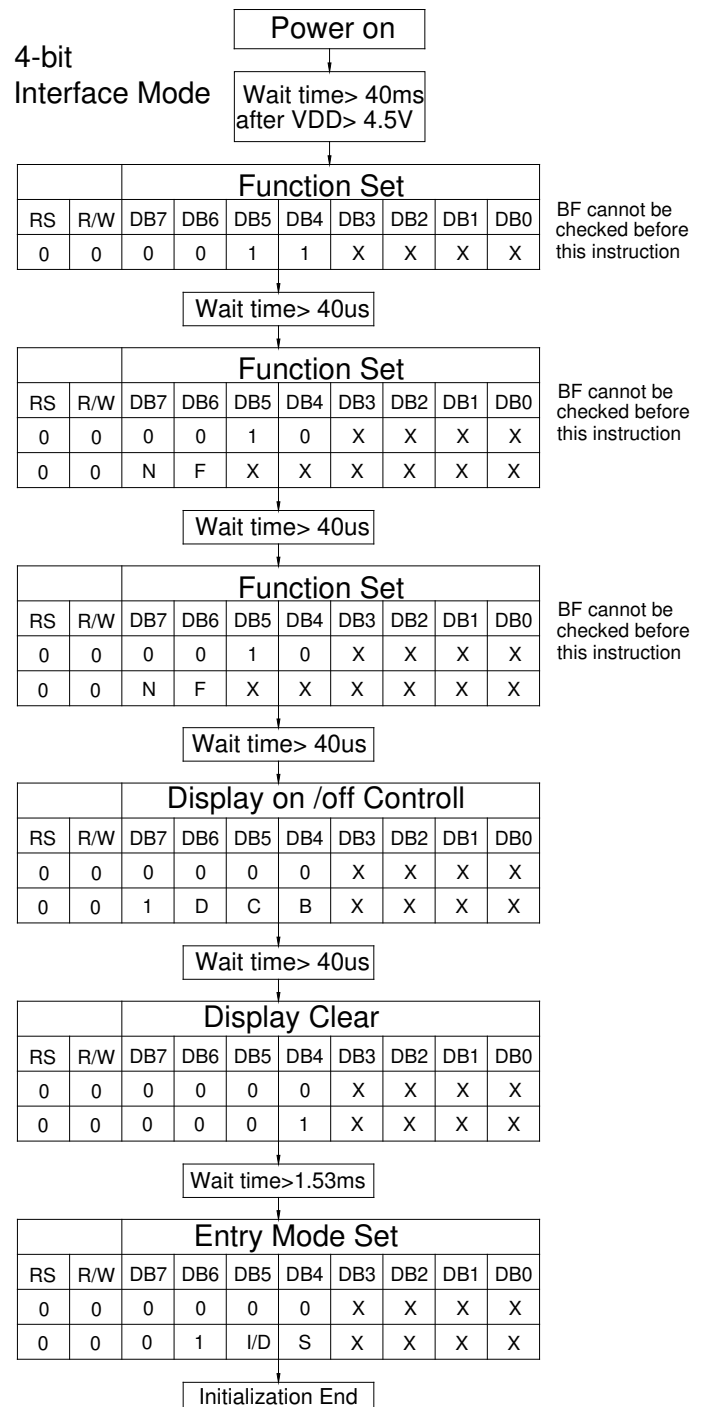 4-bit
Interface Mode
Power on
Wait time> 40ms
after VDD> 4.5V
Function Set
RS R/W DB7 DB6 DB5 DB4 DB3 DB2 DB1 DB0
0 0 0 0 1 1 X X X X
BF cannot be
checked before
this instruction
Wait time> 40us
Function Set
RS R/W DB7 DB6 DB5 DB4 DB3 DB2 DB1 DB0
0 0 0 0 1 0 X X X X
0 0 N F X X X X X X
BF cannot be
checked before
this instruction
Wait time> 40us
Function Set
RS R/W DB7 DB6 DB5 DB4 DB3 DB2 DB1 DB0
0 0 0 0 1 0 X X X X
0 0 N F X X X X X X
BF cannot be
checked before
this instruction
Wait time> 40us
Display on /off Controll
RS R/W DB7 DB6 DB5 DB4 DB3 DB2 DB1 DB0
0 0 0 0 0 0 X X X X
0 0 1 D C B X X X X
Wait time> 40us
Display Clear
RS R/W DB7 DB6 DB5 DB4 DB3 DB2 DB1 DB0
0 0 0 0 0 0 X X X X
0 0 0 0 0 1 X X X X
Wait time>1.53ms
Entry Mode Set
RS R/W DB7 DB6 DB5 DB4 DB3 DB2 DB1 DB0
0 0 0 0 0 0 X X X X
0 0 0 1 I/D S X X X X
Initialization End